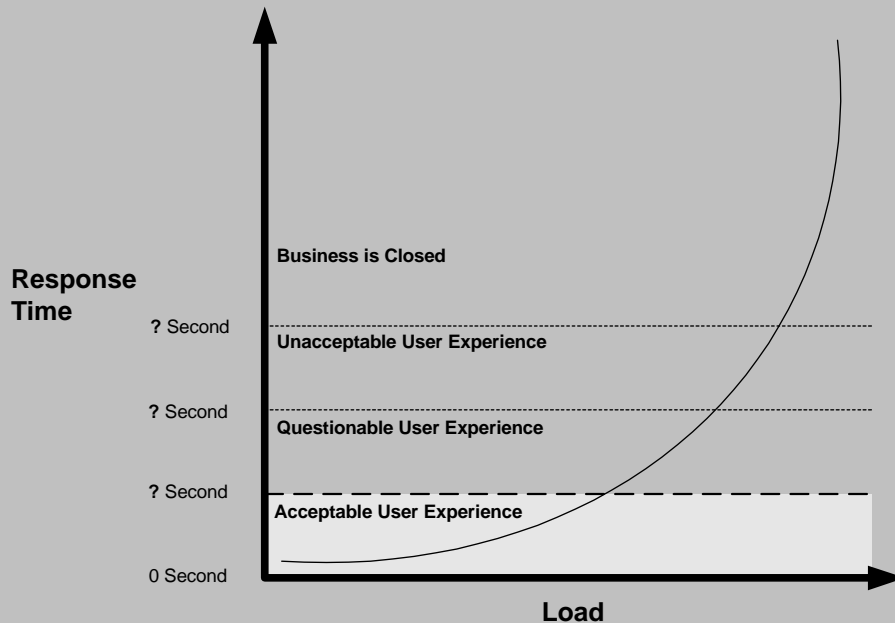 Business is Closed
Response
Time
? Second
Unacceptable User Experience
? Second
Questionable User Experience
? Second
Acceptable User Experience
0 Second
Load